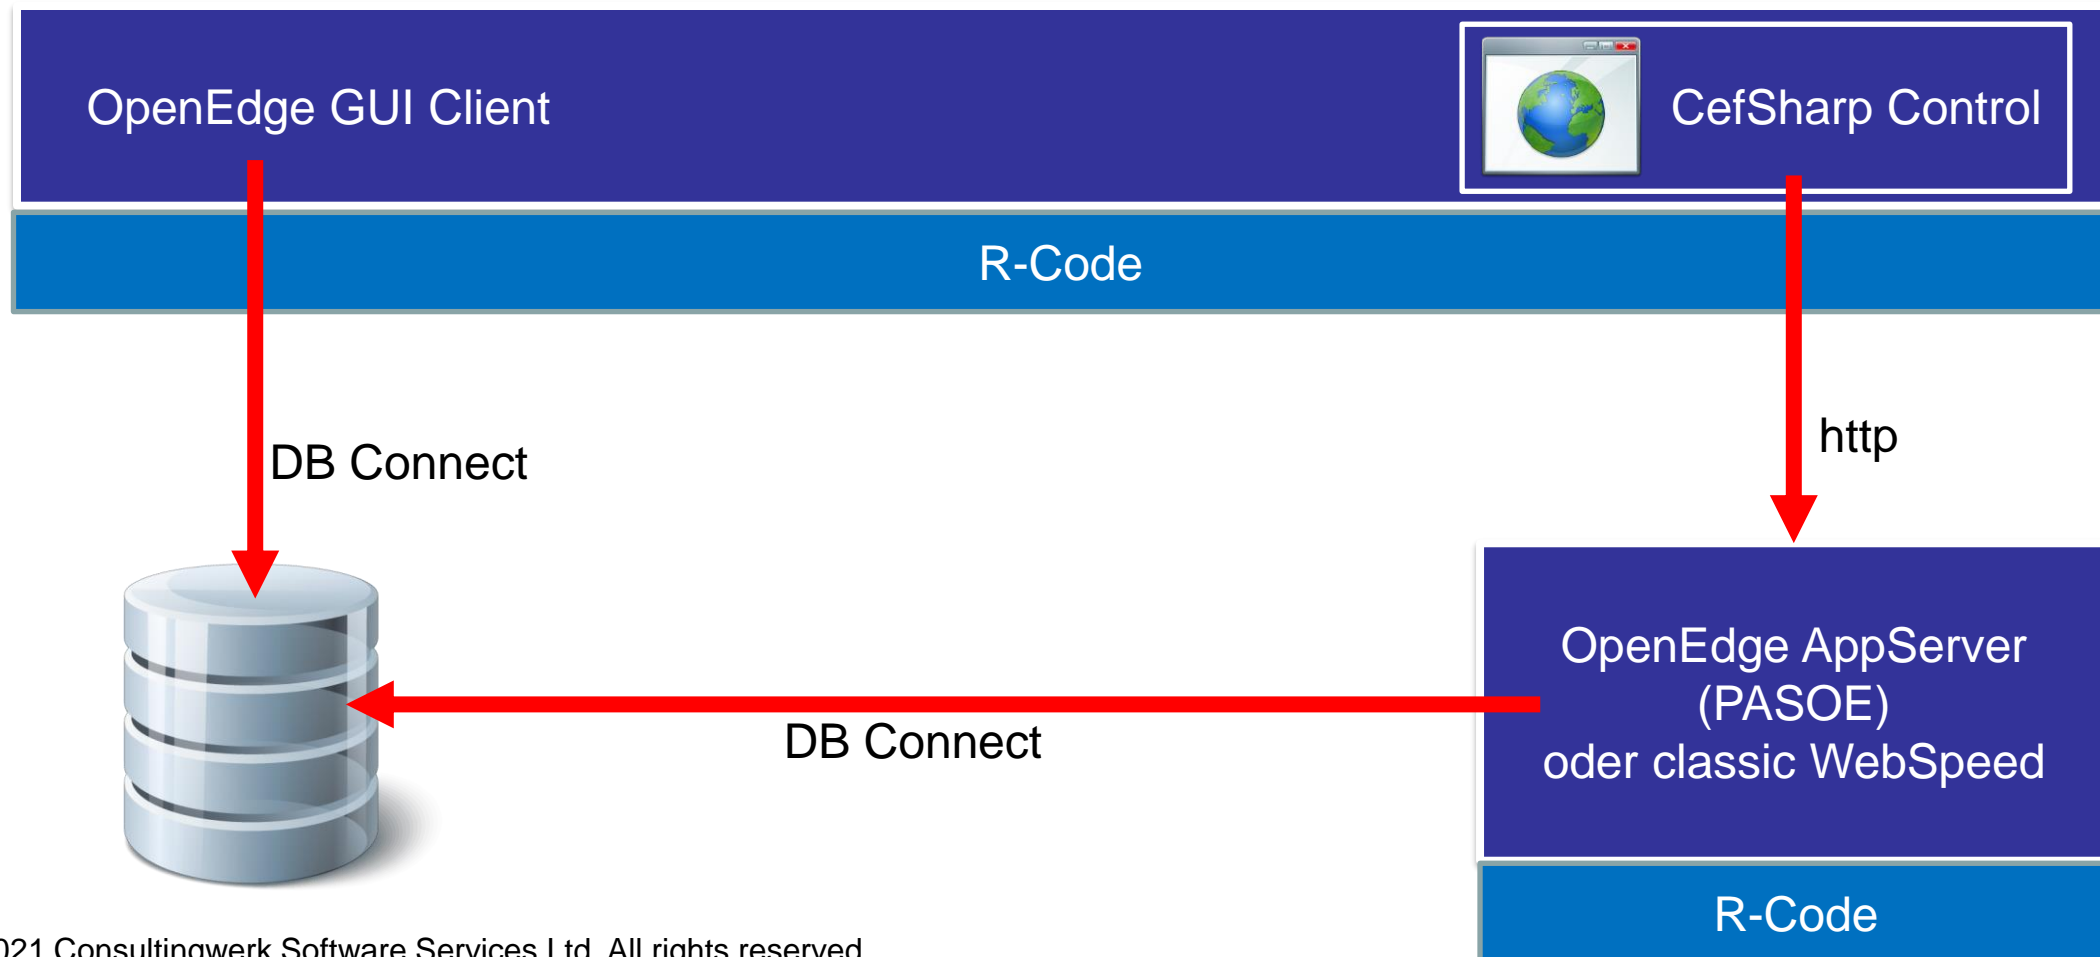 OpenEdge GUI Client
CefSharp Control
R-Code
DB Connect
http
OpenEdge AppServer
(PASOE)
oder classic WebSpeed
DB Connect
R-Code
021 Consultingwerk Software Services Ltd. All rights reserved